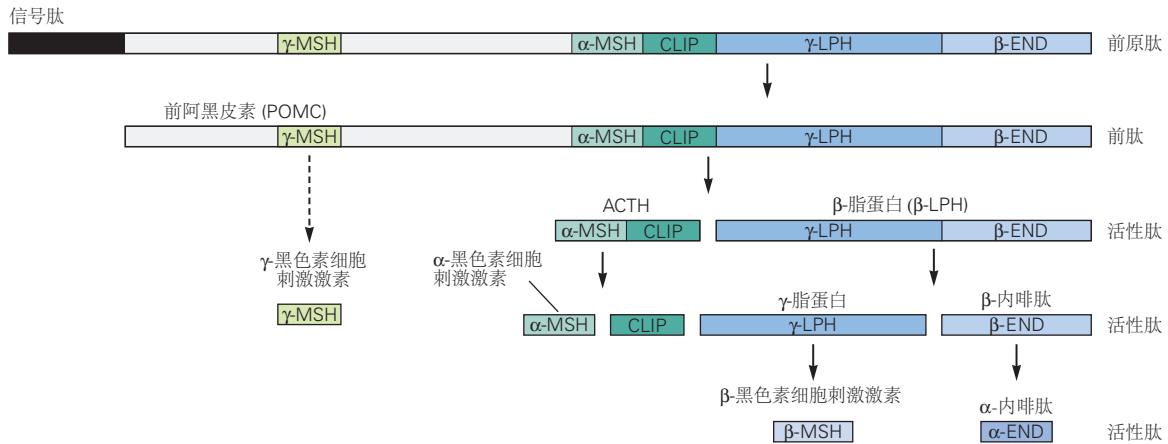 信号肽
γ-MSH α-MSH CLIP γ-LPH β-END 前原肽
前阿黑皮素 (POMC)
γ-MSH α-MSH CLIP γ-LPH β-END 前肽
ACTH β-脂蛋白 (β-LPH)
α-MSH CLIP γ-LPH β-END 活性肽
γ-黑色素细胞
刺激激素
α-黑色素细胞
刺激激素
γ-脂蛋白 β-内啡肽
γ-MSH α-MSH CLIP γ-LPH β-END 活性肽
β-黑色素细胞刺激激素 α-内啡肽
β-MSH α-END 活性肽